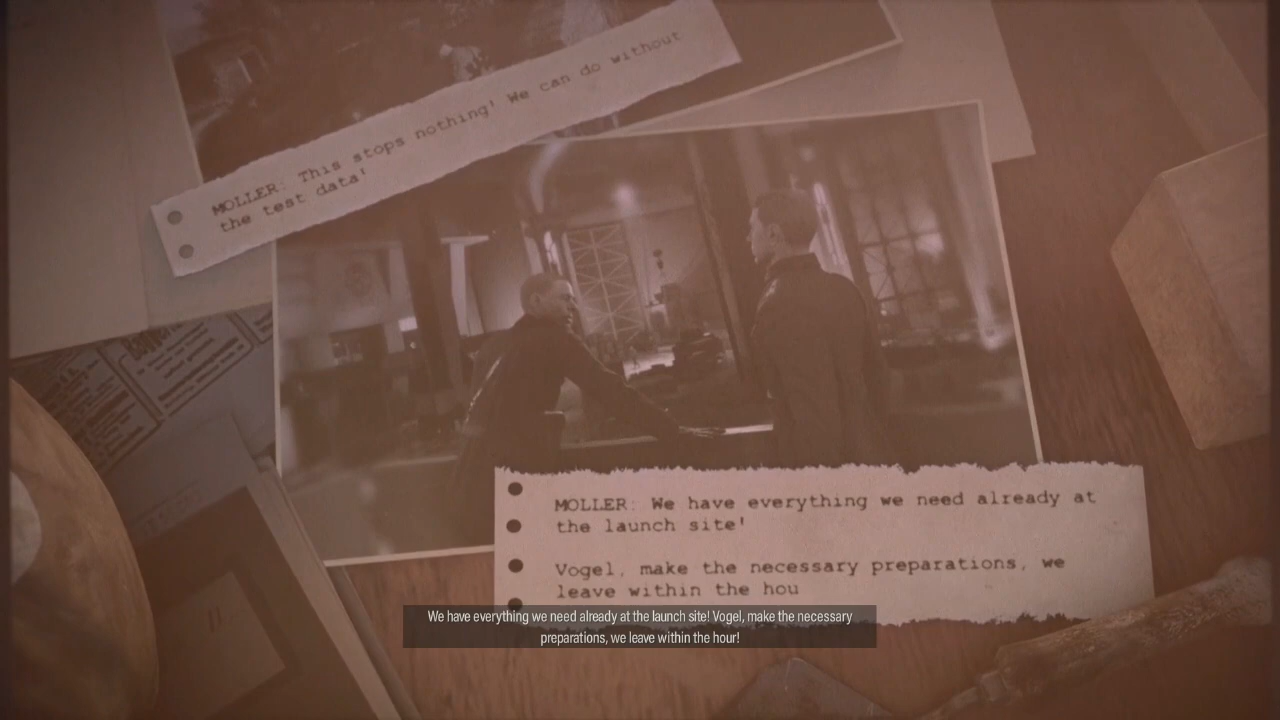 MOLLER: This stops nothing! We can do without
the test data!
MOLLER: We have everything we need already at
the launch site!
Vogel, make the necessary preparations, we
leave within the hou
We have everything we need already at the launch site! Vogel, make the necessary
preparations, we leave within the hour!